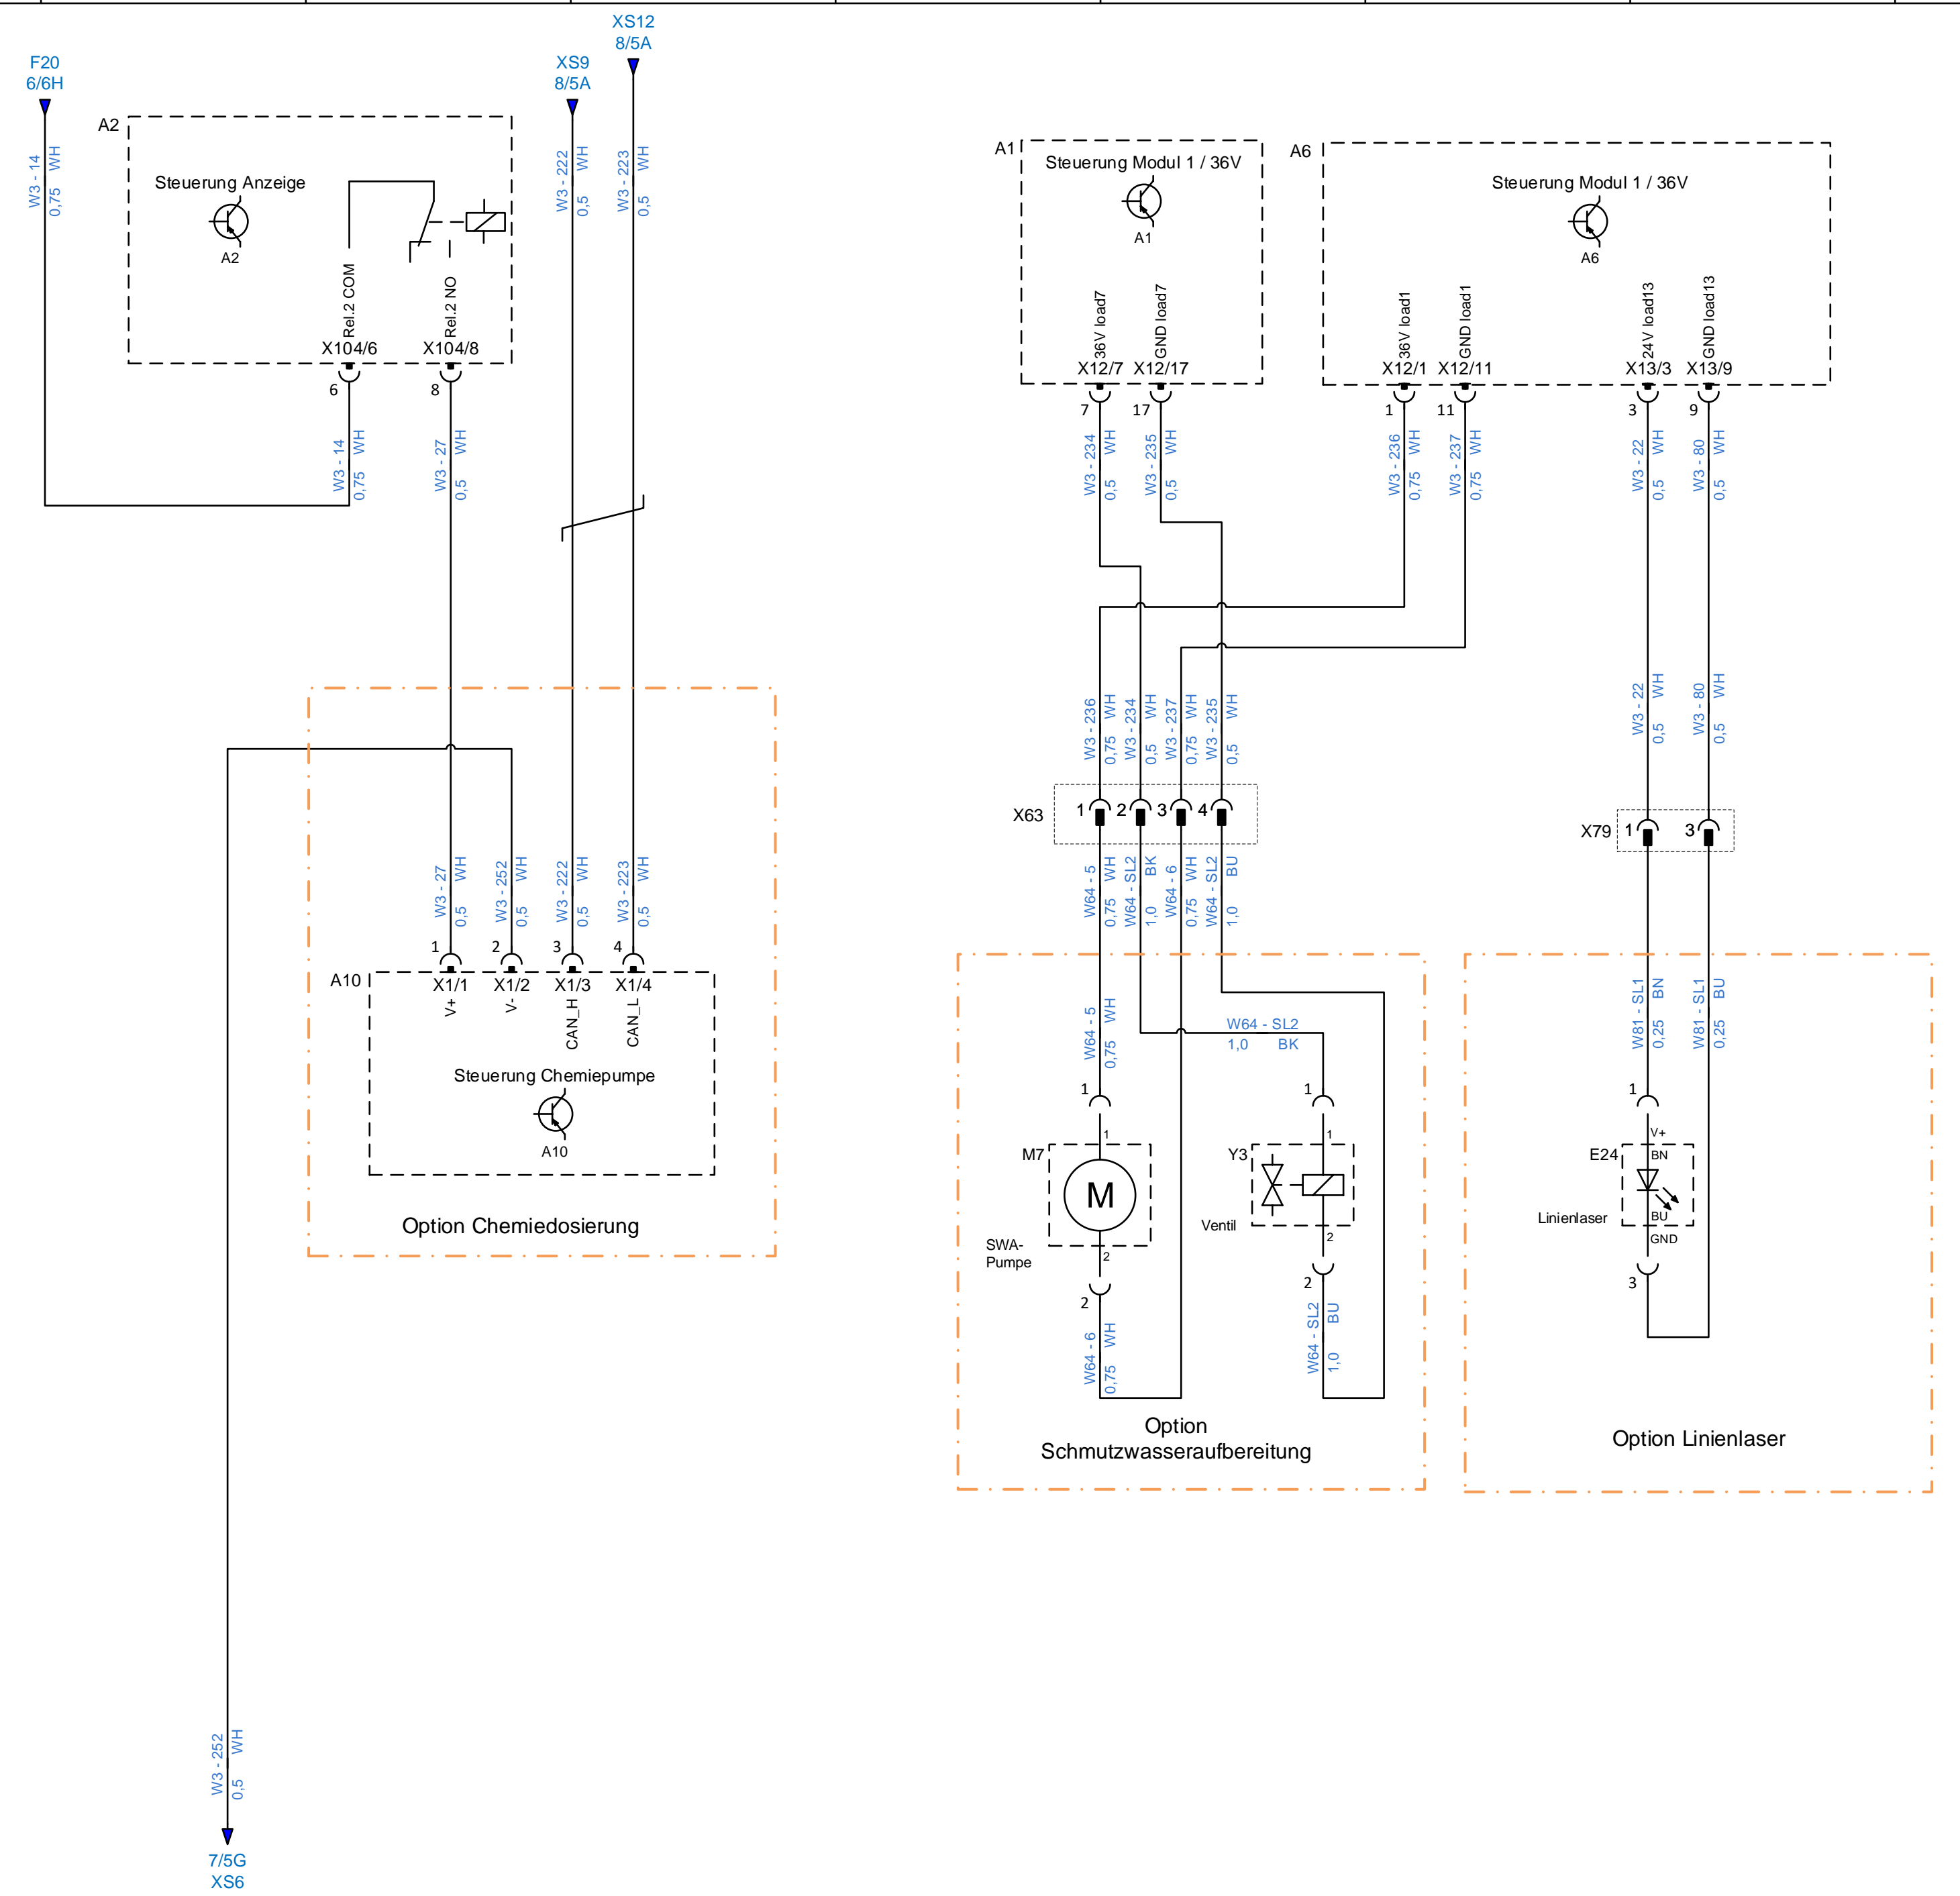 F20
6/6H
W3 - 14
WH
0,75
A2
Steuerung Anzeige
A2
Rel.2 COM
Rel.2 NO
X104/6
X104/8
6
8
W3 - 14
WH
0,75
W3 - 27
WH
0,5
XS9
8/5A
W3 - 222
WH
0,5
XS12
8/5A
W3 - 223
WH
0,5
W3 - 27
WH
0,5
W3 - 252
WH
0,5
W3 - 222
WH
0,5
W3 - 223
WH
0,5
1
2
3
4
A10
X1/1
X1/2
X1/3
X1/4
V+
V-
CAN_H
CAN_L
Steuerung Chemiepumpe
A10
Option Chemiedosierung
W3 - 252
WH
0,5
7/5G
XS6
A1
Steuerung Modul 1 / 36V
A1
36V load7
GND load7
X12/7
X12/17
7
17
W3 - 234
WH
0,5
W3 - 235
WH
0,5
A6
Steuerung Modul 1 / 36V
A6
36V load1
GND load1
24V load13
GND load13
X12/1
X12/11
X13/3
X13/9
1
11
3
9
W3 - 236
WH
0,75
W3 - 237
WH
0,75
W3 - 22
WH
0,5
W3 - 80
WH
0,5
W3 - 236
WH
0,75
W3 - 234
WH
0,5
W3 - 237
WH
0,75
W3 - 235
WH
0,5
W3 - 22
WH
0,5
W3 - 80
WH
0,5
X63
1
2
3
4
X79
1
3
W64 - 5
WH
0,75
W64 - SL2
BK
1,0
W64 - 6
WH
0,75
W64 - SL2
BU
1,0
W64 - 5
WH
0,75
W64 - SL2
1,0 BK
1
1
M7
1
M
SWA-
Pumpe
2
2
W64 - 6
WH
0,75
Y3
1
Ventil
2
2
W64 - SL2
BU
1,0
Option
Schmutzwasseraufbereitung
W81 - SL1
BN
0,25
W81 - SL1
BU
0,25
1
V+
E24
BN
Linienlaser
BU
GND
3
Option Linienlaser